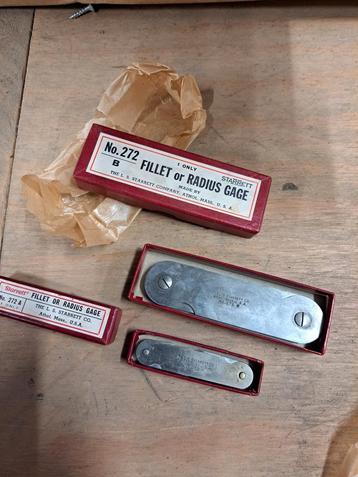 1 ONLY
No. 272
B
STARRETT
FILLET or RADIUS GAGE
MADE BY
THE L. S. STARRETT COMPANY, ATHOL, MASS., U. S. A.
Starrett
No. 272 A
FILLET OR RADIUS GAGE
THE L. S. STARRETT CO.
Athol, Mass., U.S.A.